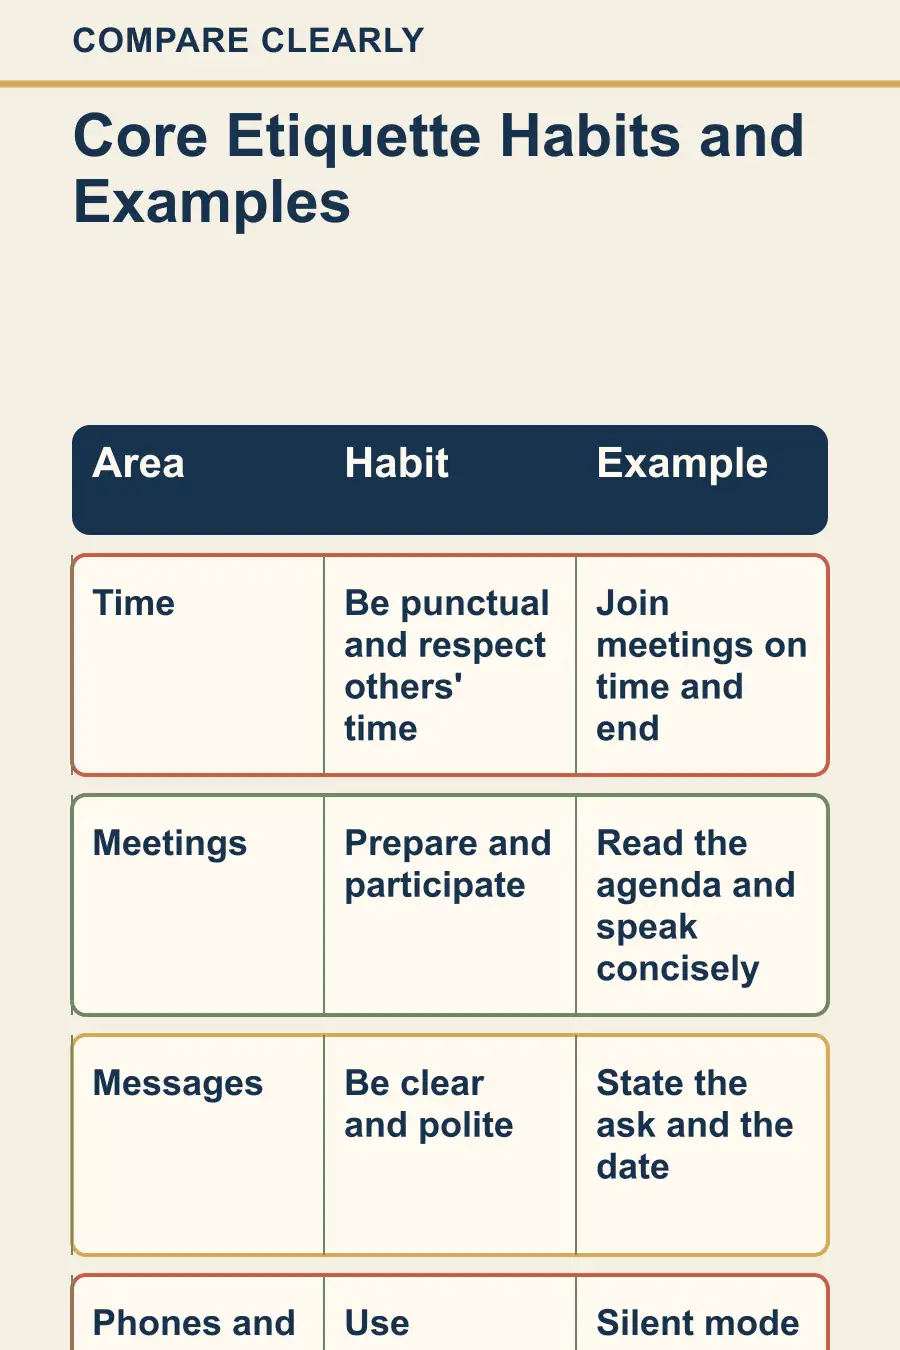 COMPARE CLEARLY
Core Etiquette Habits and
Examples
Area
Habit
Example
Time
Be punctual
and respect
others'
time
Join
meetings on
time and
end
Meetings
Prepare and
participate
Read the
agenda and
speak
concisely
Messages
Be clear
and polite
State the
ask and the
date
Phones and
Use
Silent mode